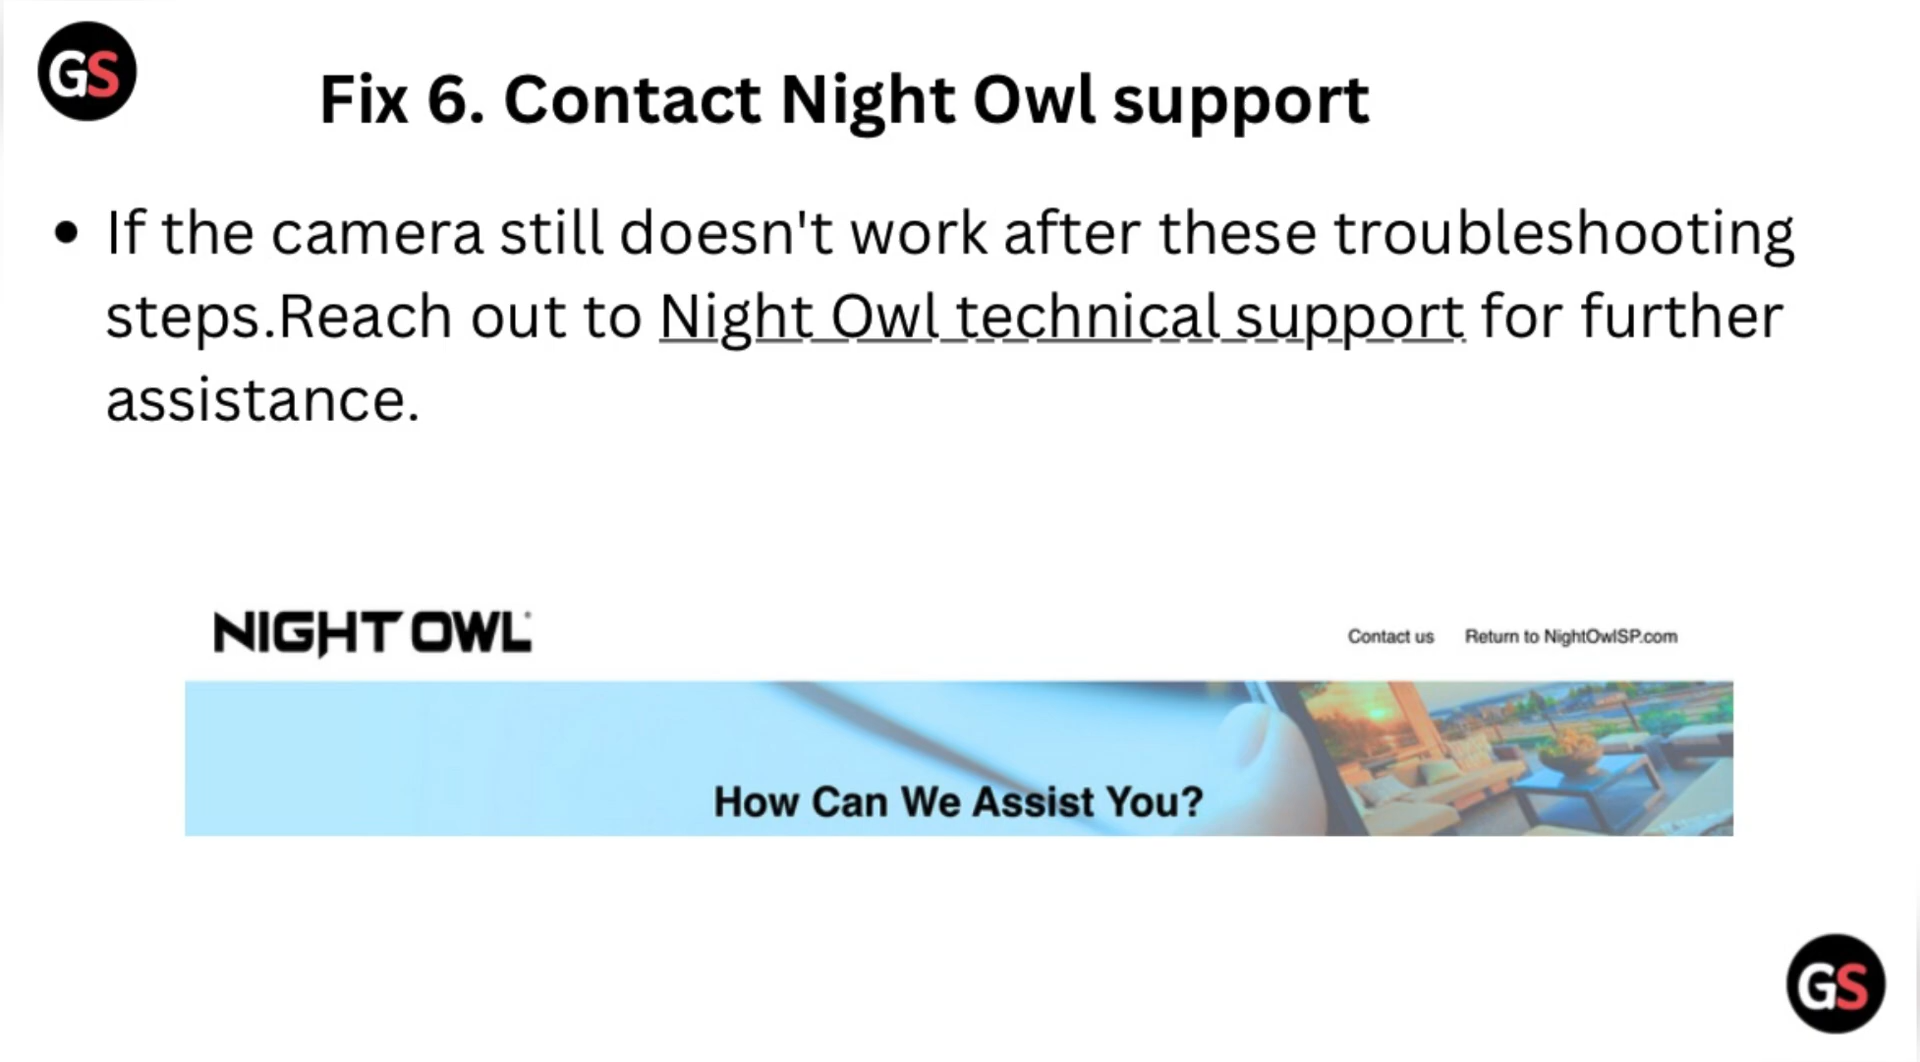 GS
Fix 6. Contact Night Owl support
• If the camera still doesn't work after these troubleshooting
steps.Reach out to Night Owl technical support for further
assistance.
NIGHT OWL
Contact us Return to NightOwlSP.com
How Can We Assist You?
GS